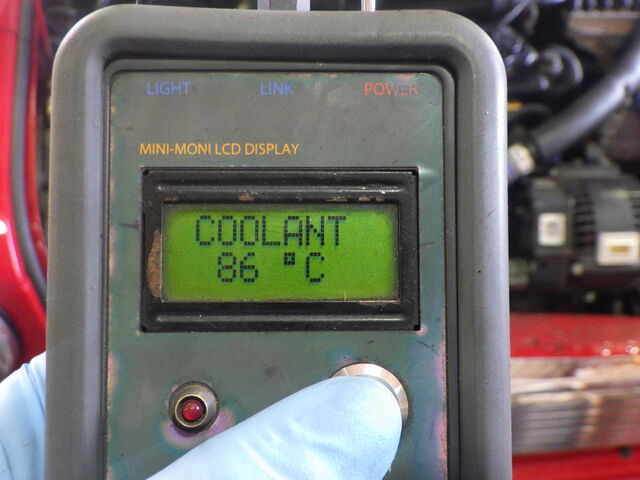 LIGHT LINK POWER
MINI-MONI LCD DISPLAY
COOLANT
86 °C